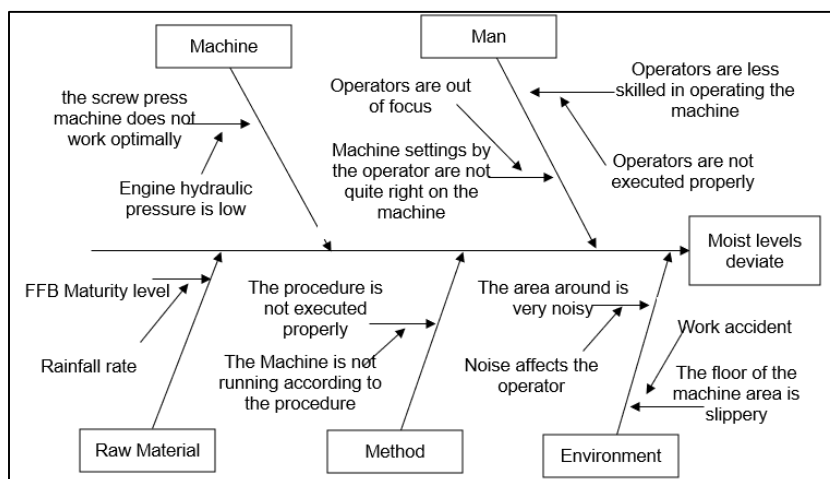 Machine
Man
the screw press
machine does not
work optimally
Engine hydraulic
pressure is low
Operators are out
of focus
Machine settings by
the operator are not
quite right on the
machine
Operators are less
skilled in operating the
machine
Operators are not
executed properly
Moist levels
deviate
FFB Maturity level
Rainfall rate
The procedure is
not executed
properly
The Machine is not
running according to
the procedure
The area around is
very noisy
Noise affects the
operator
Work accident
The floor of the
machine area is
slippery
Raw Material
Method
Environment